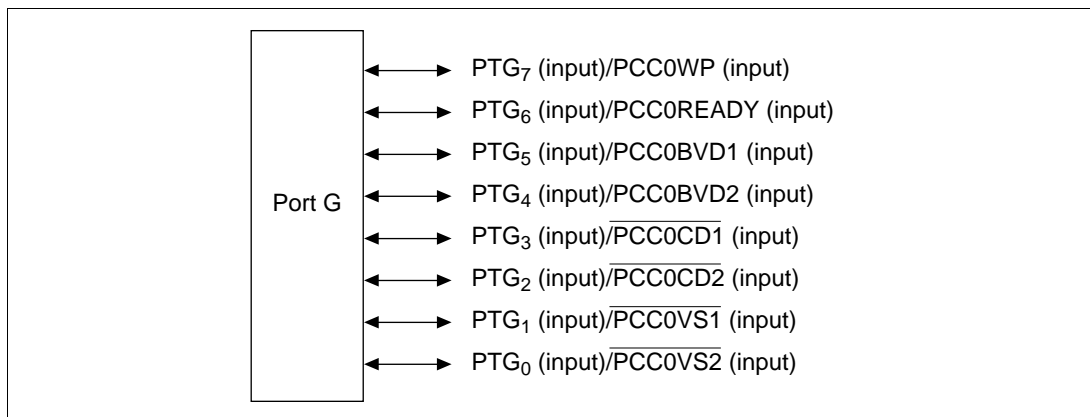 Port G
PTG7 (input)/PCC0WP (input)
PTG6 (input)/PCC0READY (input)
PTG5 (input)/PCC0BVD1 (input)
PTG4 (input)/PCC0BVD2 (input)
PTG3 (input)/PCC0CD1 (input)
PTG2 (input)/PCC0CD2 (input)
PTG1 (input)/PCC0VS1 (input)
PTG0 (input)/PCC0VS2 (input)